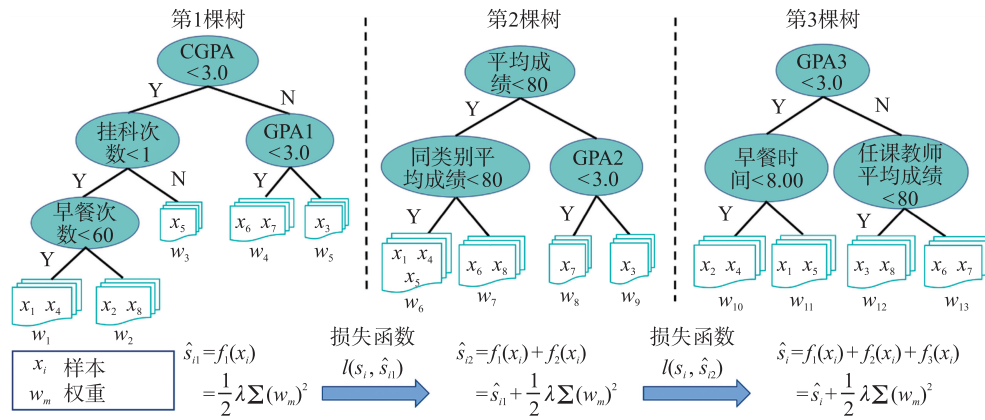 第1棵树
第2棵树
第3棵树
CGPA
<3.0
Y
N
挂科次
数<1
GPA1
<3.0
Y
N
Y
早餐次
数<60
x₅
w₃
x₆ x₇
w₄
x₃
w₅
Y
x₁ x₄
w₁
x₂ x₈
w₂
平均成
绩<80
Y
N
同类别平
均成绩<80
GPA2
<3.0
Y
Y
x₁ x₄
x₅
w₆
x₆ x₈
w₇
x₇
w₈
x₃
w₉
GPA3
<3.0
Y
N
早餐时
间<8.00
任课教师
平均成绩
<80
Y
Y
x₂ x₄
w₁₀
x₁ x₅
w₁₁
x₃ x₈
w₁₂
x₆ x₇
w₁₃
xᵢ 样本
wₘ 权重
ŝᵢ₁=f₁(xᵢ)
=1/2 λ∑(wₘ)²
损失函数
l(sᵢ, ŝᵢ₁)
ŝᵢ₂=f₁(xᵢ)+f₂(xᵢ)
=ŝᵢ₁+1/2 λ∑(wₘ)²
损失函数
l(sᵢ, ŝᵢ₂)
ŝᵢ=f₁(xᵢ)+f₂(xᵢ)+f₃(xᵢ)
=ŝᵢ+1/2 λ∑(wₘ)²